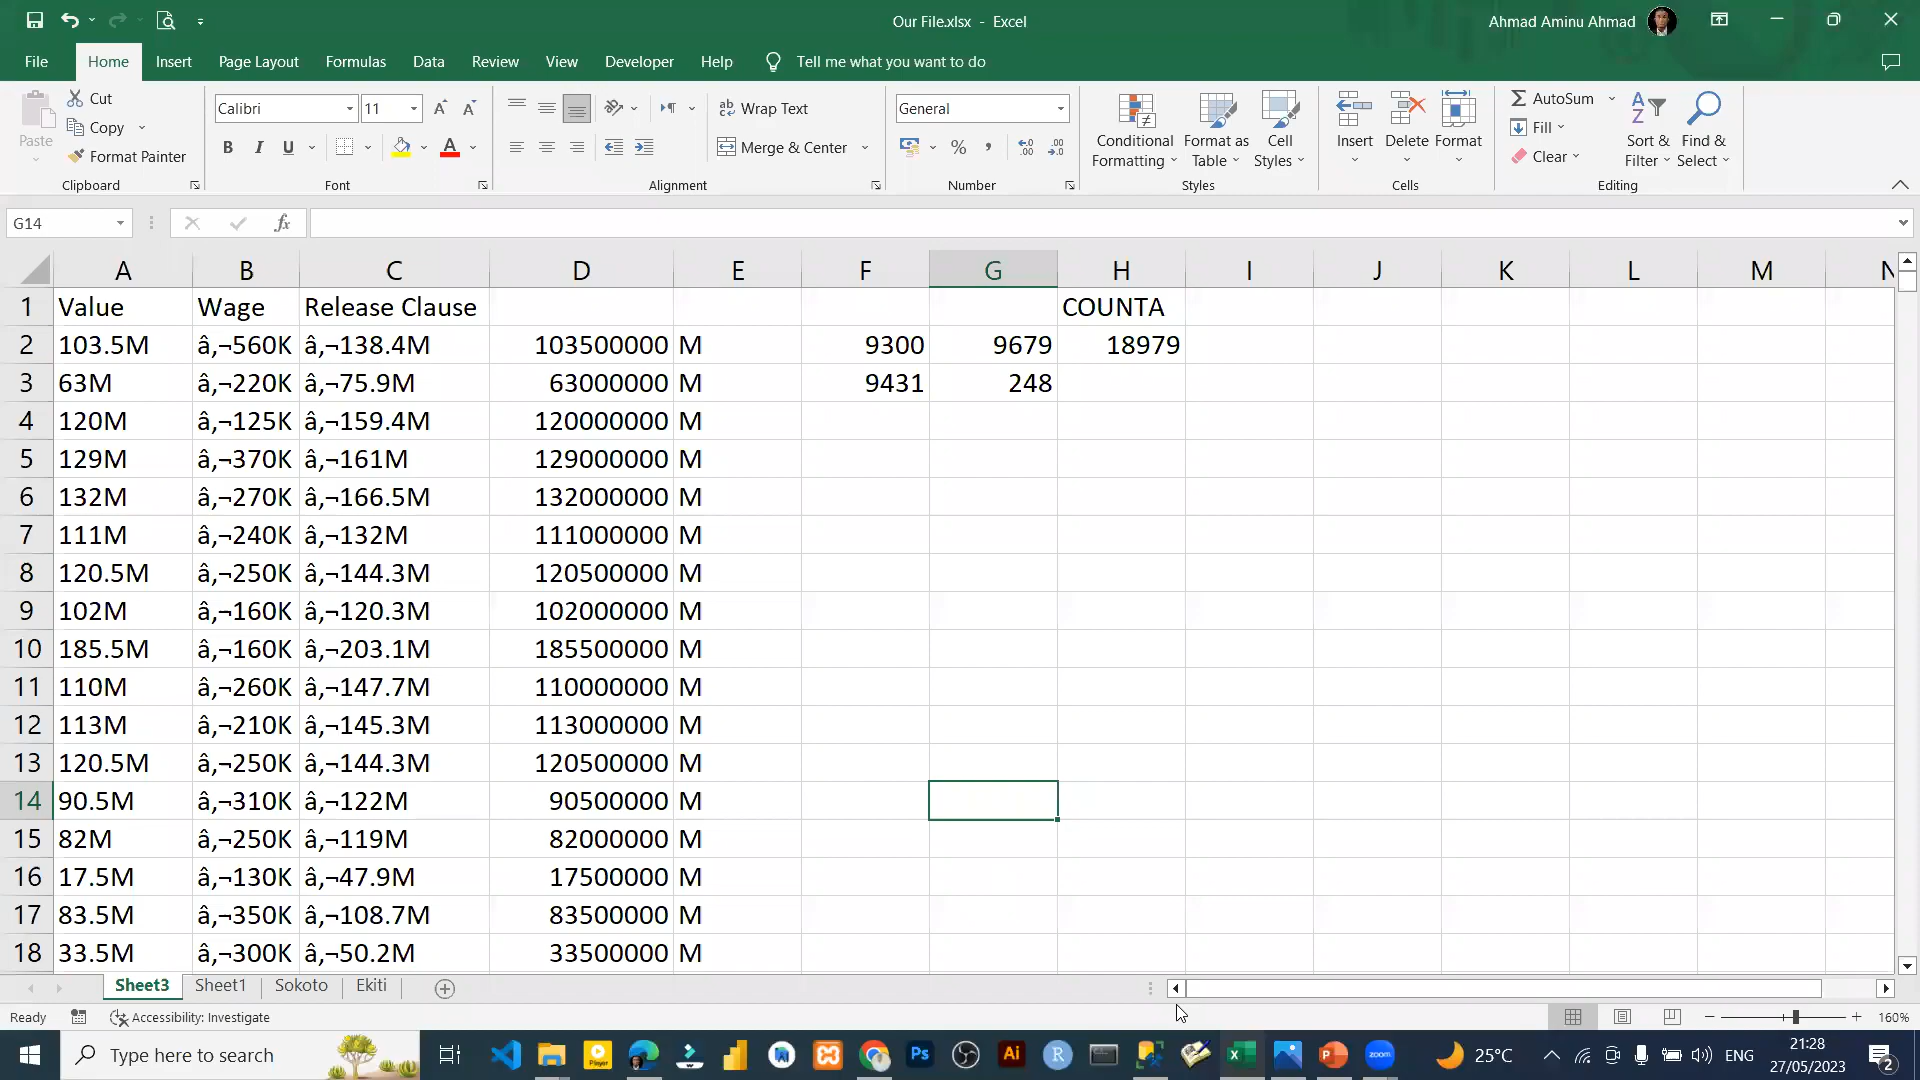 Our File.xlsx - Excel
Ahmad Aminu Ahmad
File Home Insert Page Layout Formulas Data Review View Developer Help Tell me what you want to do
Paste
Cut
Copy
Format Painter
Clipboard
Calibri 11
B I U A
Font
Wrap Text
Merge & Center
Alignment
General
%
Number
Conditional Formatting
Format as Table
Cell Styles
Styles
Insert Delete Format
Cells
AutoSum
Fill
Clear
Sort & Filter
Find & Select
Editing
G14
fx
A B C D E F G H I J K L M N
1 Value Wage Release Clause COUNTA
2 103.5M â‚¬560K â‚¬138.4M 103500000 M 9300 9679 18979
3 63M â‚¬220K â‚¬75.9M 63000000 M 9431 248
4 120M â‚¬125K â‚¬159.4M 120000000 M
5 129M â‚¬370K â‚¬161M 129000000 M
6 132M â‚¬270K â‚¬166.5M 132000000 M
7 111M â‚¬240K â‚¬132M 111000000 M
8 120.5M â‚¬250K â‚¬144.3M 120500000 M
9 102M â‚¬160K â‚¬120.3M 102000000 M
10 185.5M â‚¬160K â‚¬203.1M 185500000 M
11 110M â‚¬260K â‚¬147.7M 110000000 M
12 113M â‚¬210K â‚¬145.3M 113000000 M
13 120.5M â‚¬250K â‚¬144.3M 120500000 M
14 90.5M â‚¬310K â‚¬122M 90500000 M
15 82M â‚¬250K â‚¬119M 82000000 M
16 17.5M â‚¬130K â‚¬47.9M 17500000 M
17 83.5M â‚¬350K â‚¬108.7M 83500000 M
18 33.5M â‚¬300K â‚¬50.2M 33500000 M
Sheet3 Sheet1 Sokoto Ekiti
Ready Accessibility: Investigate 160%
Type here to search
Player
Ps
Ai
R
zoom
25°C
ENG
21:28
27/05/2023
2